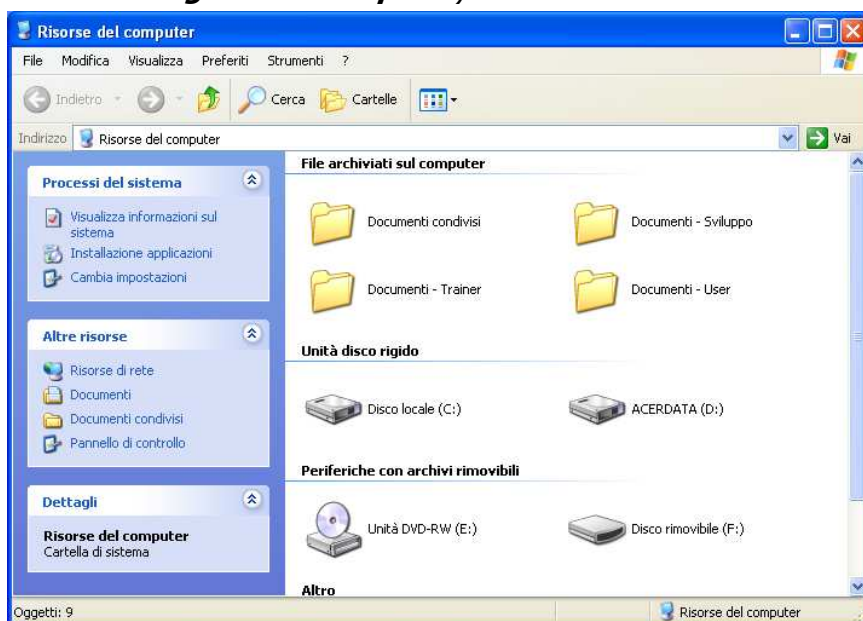 Risorse del computer
File Modifica Visualizza Preferiti Strumenti ?
Indietro Cerca Cartelle
Indirizzo Risorse del computer Vai
Processi del sistema
Visualizza informazioni sul
sistema
Installazione applicazioni
Cambia impostazioni
Altre risorse
Risorse di rete
Documenti
Documenti condivisi
Pannello di controllo
Dettagli
Risorse del computer
Cartella di sistema
File archiviati sul computer
Documenti condivisi
Documenti - Sviluppo
Documenti - Trainer
Documenti - User
Unità disco rigido
Disco locale (C:)
ACERDATA (D:)
Periferiche con archivi rimovibili
Unità DVD-RW (E:)
Disco rimovibile (F:)
Altro
Oggetti: 9
Risorse del computer